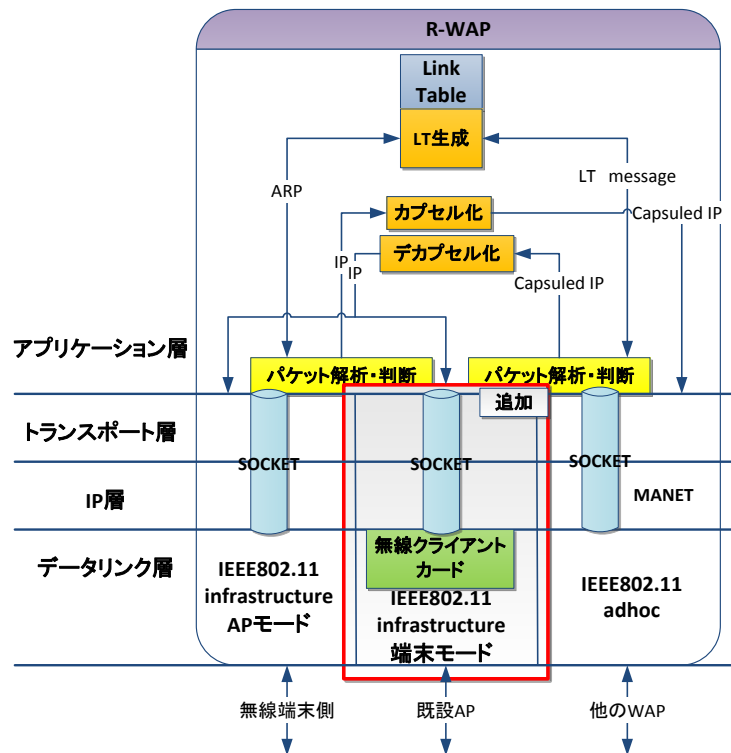 R-WAP
Link
Table
LT生成
ARP
LT message
カプセル化
Capsuled IP
デカプセル化
IP
IP
Capsuled IP
アプリケーション層
パケット解析・判断
パケット解析・判断
追加
トランスポート層
SOCKET
SOCKET
SOCKET
IP層
MANET
データリンク層
無線クライアント
カード
IEEE802.11
infrastructure
APモード
IEEE802.11
infrastructure
端末モード
IEEE802.11
adhoc
無線端末側
既設AP
他のWAP